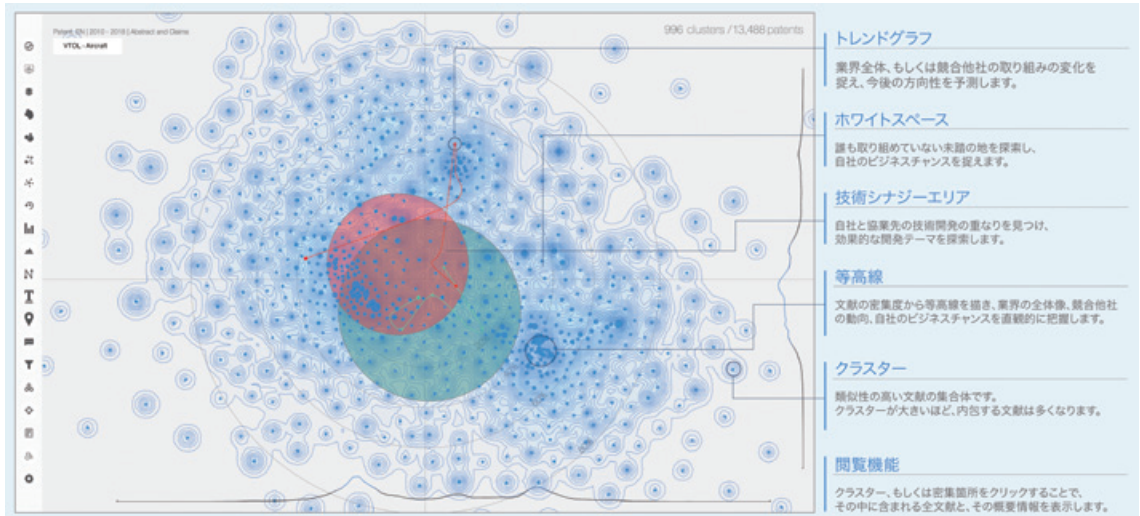 Patent, EN | 2010 - 2018 | Abstract and Claims
VTOL - Aircraft
996 clusters / 13,488 patents
トレンドグラフ
業界全体、もしくは競合他社の取り組みの変化を
捉え、今後の方向性を予測します。
ホワイトスペース
誰も取り組めていない未踏の地を探索し、
自社のビジネスチャンスを捉えます。
技術シナジーエリア
自社と協業先の技術開発の重なりを見つけ、
効果的な開発テーマを探索します。
等高線
文献の密集度から等高線を描き、業界の全体像、競合他社
の動向、自社のビジネスチャンスを直観的に把握します。
クラスター
類似性の高い文献の集合体です。
クラスターが大きいほど、内包する文献は多くなります。
閲覧機能
クラスター、もしくは密集箇所をクリックすることで、
その中に含まれる全文献と、その概要情報を表示します。